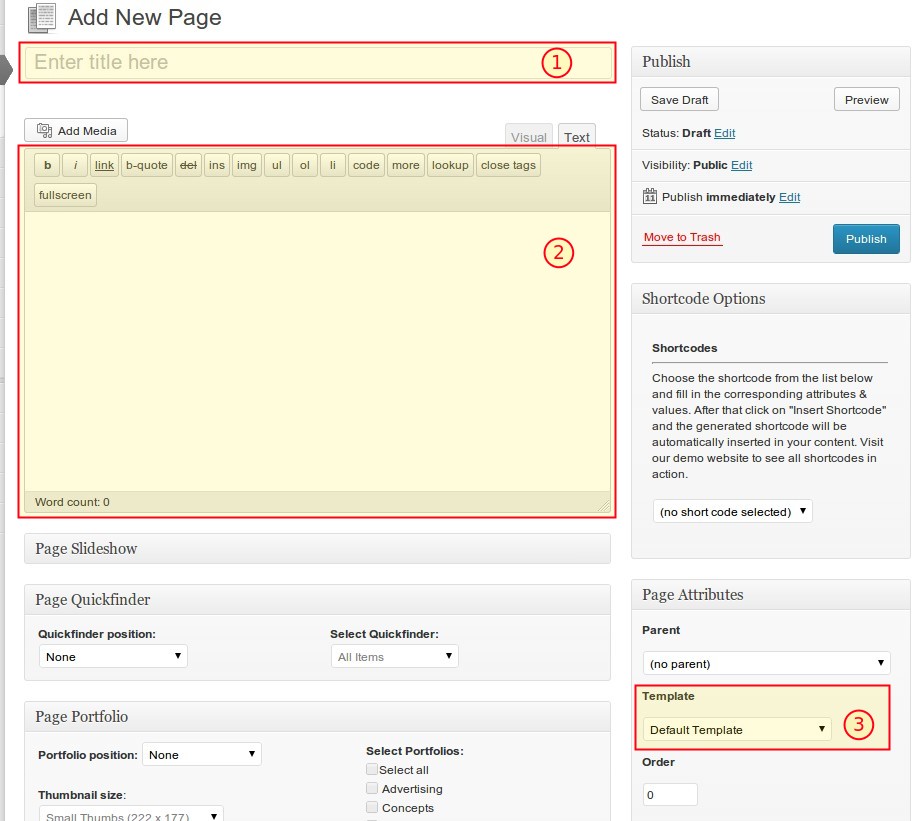 Add New Page
Enter title here
1
Add Media
Visual
Text
b
i
link
b-quote
del
ins
img
ul
ol
li
code
more
lookup
close tags
fullscreen
2
Word count: 0
Page Slideshow
Page Quickfinder
Quickfinder position:
None
Select Quickfinder:
All Items
Page Portfolio
Portfolio position:
None
Thumbnail size:
Small Thumbs (222 x 177)
Select Portfolios:
Select all
Advertising
Concepts
Publish
Save Draft
Preview
Status: Draft Edit
Visibility: Public Edit
11
Publish immediately Edit
Move to Trash
Publish
Shortcode Options
Shortcodes
Choose the shortcode from the list below
and fill in the corresponding attributes &
values. After that click on "Insert Shortcode"
and the generated shortcode will be
automatically inserted in your content. Visit
our demo website to see all shortcodes in
action.
(no short code selected)
Page Attributes
Parent
(no parent)
Template
Default Template
3
Order
0